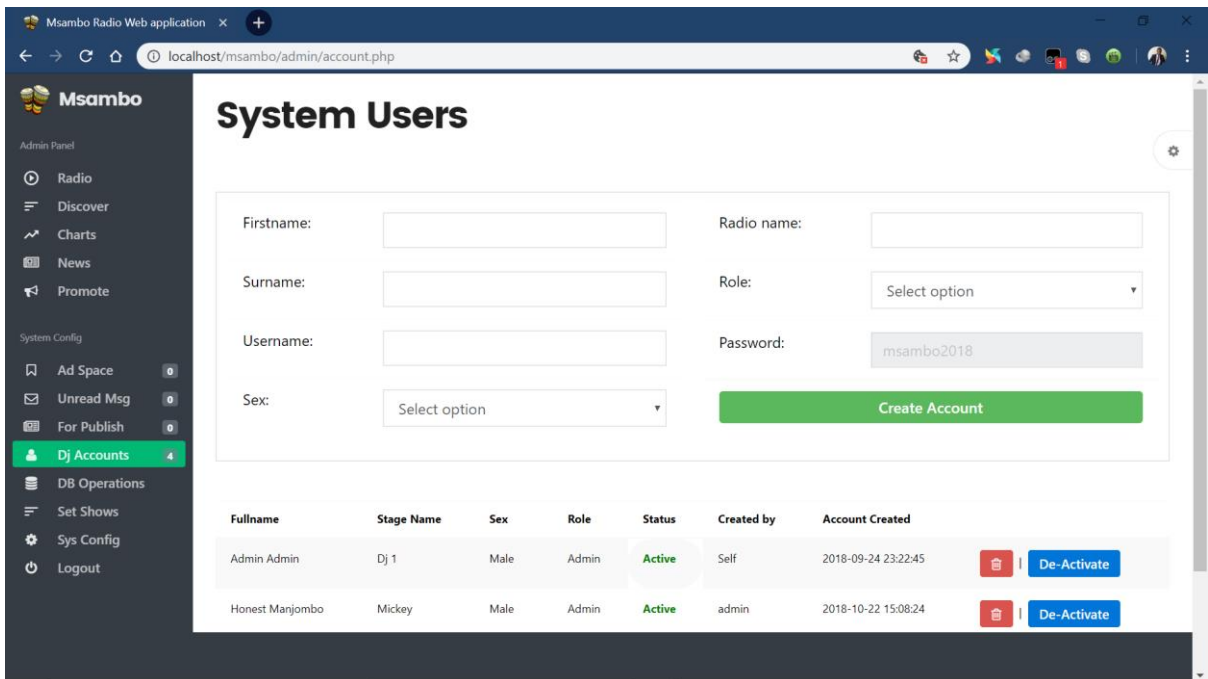 Msambo Radio Web application
localhost/msambo/admin/account.php
1
Msambo
Admin Panel
Radio
Discover
Charts
News
Promote
System Config
Ad Space 0
Unread Msg 0
For Publish 0
Dj Accounts 4
DB Operations
Set Shows
Sys Config
Logout
System Users
Firstname: Radio name:
Surname: Role: Select option
Username: Password: msambo2018
Sex: Select option Create Account
Fullname Stage Name Sex Role Status Created by Account Created
Admin Admin Dj 1 Male Admin Active Self 2018-09-24 23:22:45 | De-Activate
Honest Manjombo Mickey Male Admin Active admin 2018-10-22 15:08:24 | De-Activate